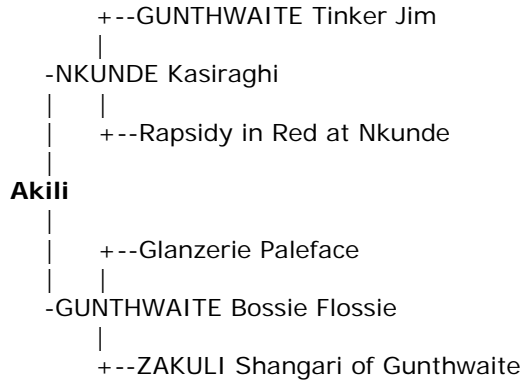 +--GUNTHWAITE Tinker Jim
|
-NKUNDE Kasiraghi
| |
| +--Rapsidy in Red at Nkunde
|
Akili
|
| +--Glanzerie Paleface
| |
-GUNTHWAITE Bossie Flossie
|
+--ZAKULI Shangari of Gunthwaite